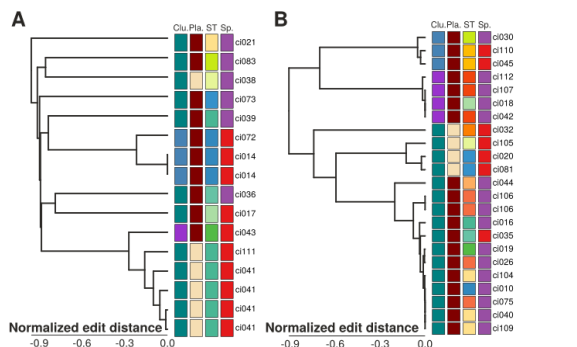 A
Clu. Pla. ST Sp.
ci021
ci083
ci038
ci073
ci039
ci072
ci014
ci014
ci036
ci017
ci043
ci111
ci041
ci041
ci041
ci041
Normalized edit distance
-0.9 -0.6 -0.3 0.0
B
Clu. Pla. ST Sp.
ci030
ci110
ci045
ci112
ci107
ci018
ci042
ci032
ci105
ci020
ci081
ci044
ci106
ci106
ci016
ci035
ci019
ci026
ci104
ci010
ci075
ci040
ci109
Normalized edit distance
-0.9 -0.6 -0.3 0.0